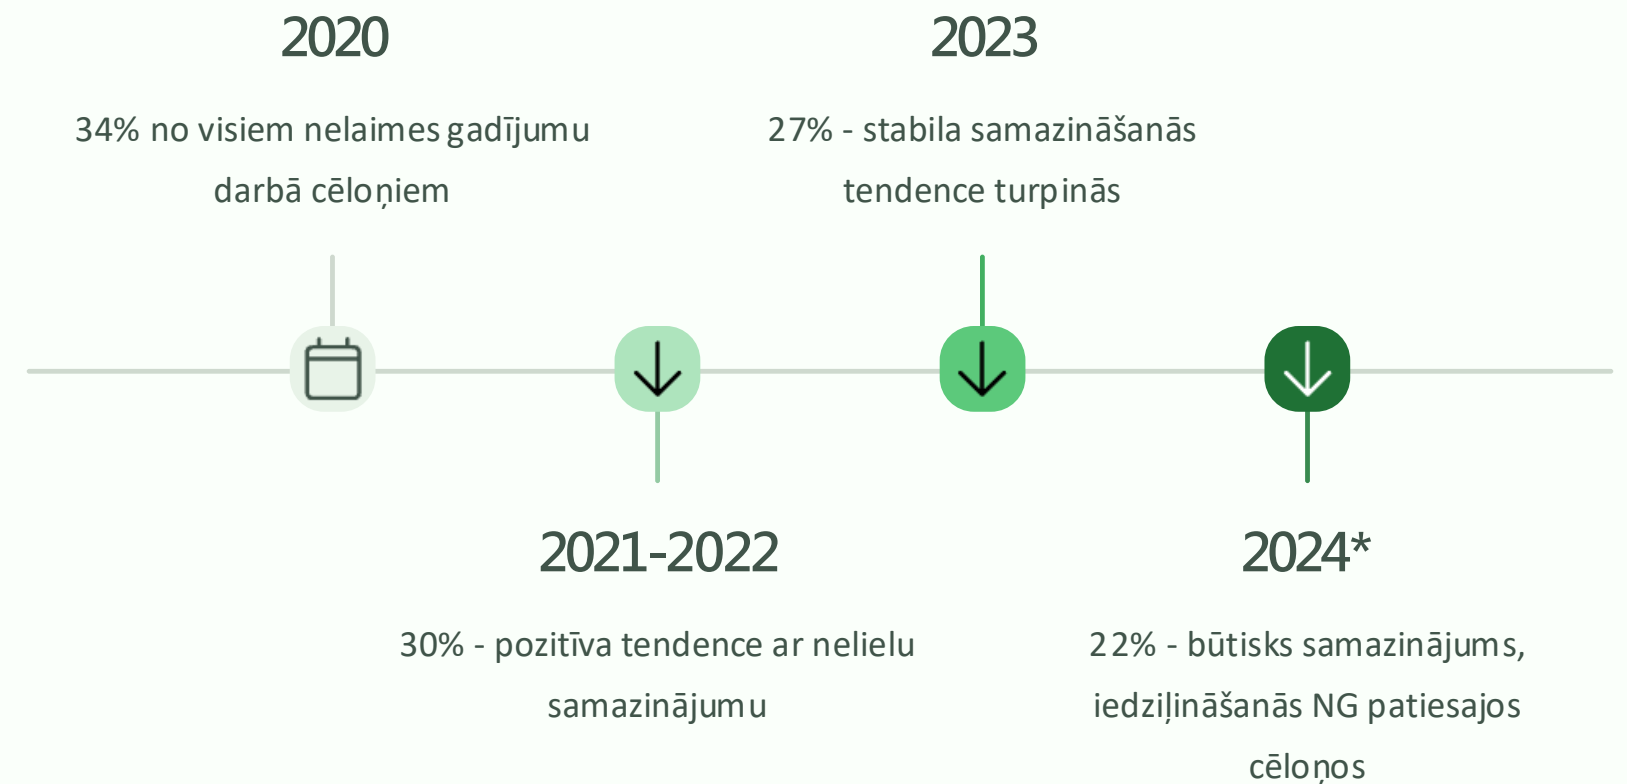 2020
34% no visiem nelaimes gadījumu
darbā cēloņiem
2021-2022
30% - pozitīva tendence ar nelielu
samazinājumu
2023
27% - stabila samazināšanās
tendence turpinās
2024*
22% - būtisks samazinājums,
iedziļināšanās NG patiesajos
cēloņos